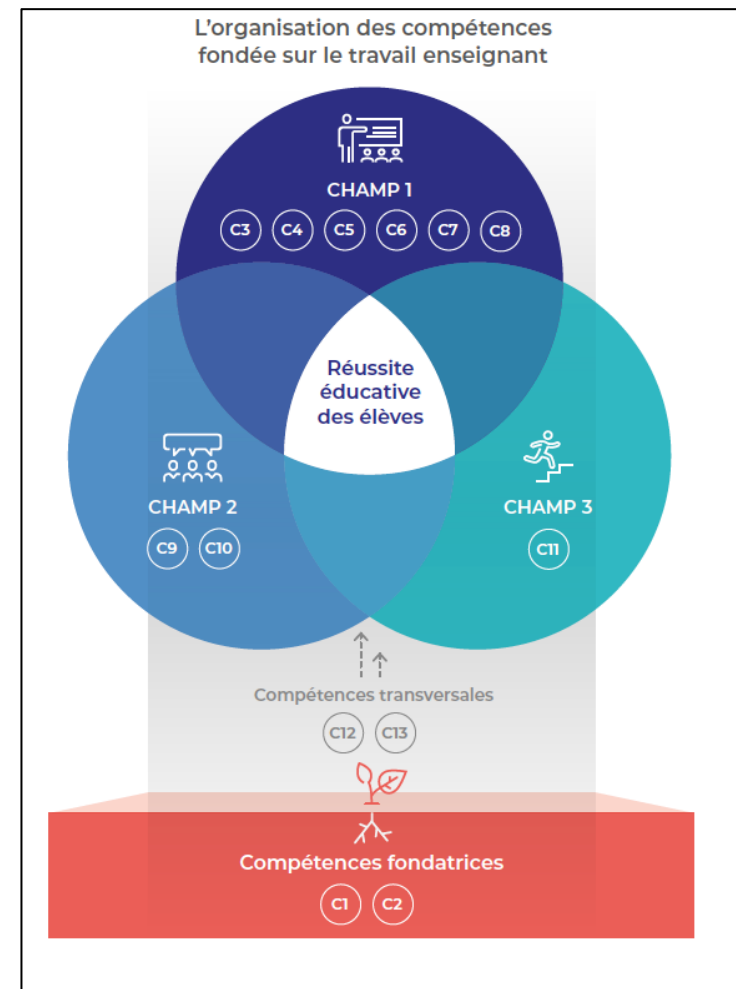 L’organisation des compétences
fondée sur le travail enseignant
CHAMP 1
C3 C4 C5 C6 C7 C8
Réussite
éducative
des élèves
CHAMP 2
C9 C10
CHAMP 3
C11
Compétences transversales
C12 C13
Compétences fondatrices
C1 C2